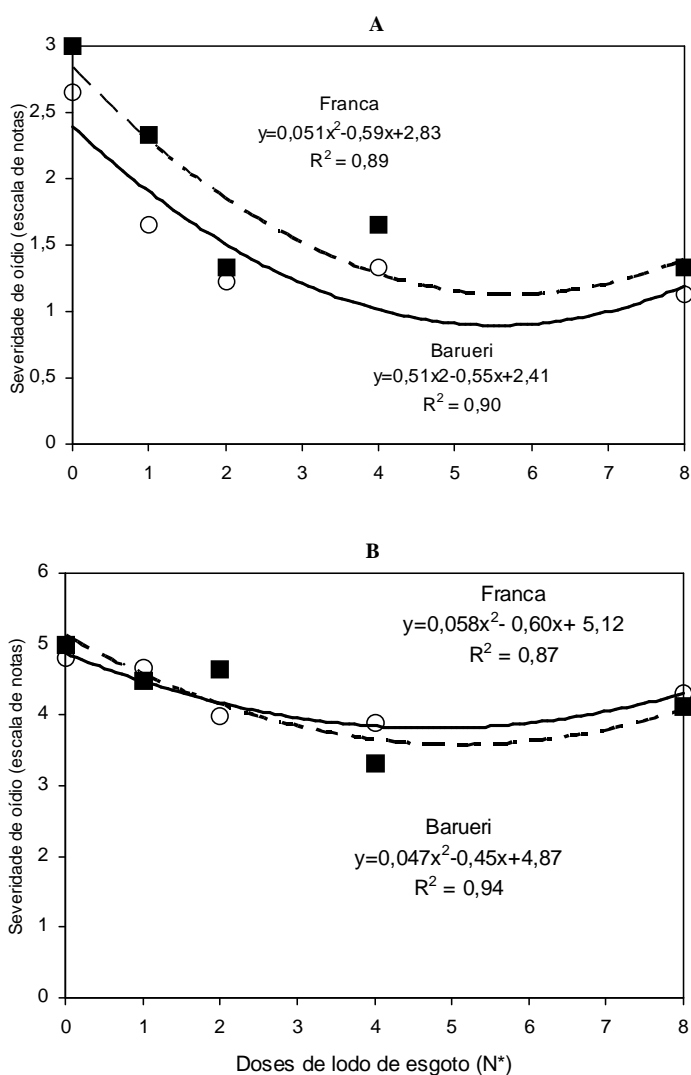 A
Severidade de oídio (escala de notas)
3
2,5
2
1,5
1
0,5
0
Franca
y=0,051x²-0,59x+2,83
R² = 0,89
Barueri
y=0,51x2-0,55x+2,41
R² = 0,90
0 1 2 3 4 5 6 7 8
B
Severidade de oídio (escala de notas)
6
5
4
3
2
1
0
Franca
y=0,058x²- 0,60x+ 5,12
R² = 0,87
Barueri
y=0,047x²-0,45x+4,87
R² = 0,94
0 1 2 3 4 5 6 7 8
Doses de lodo de esgoto (N*)